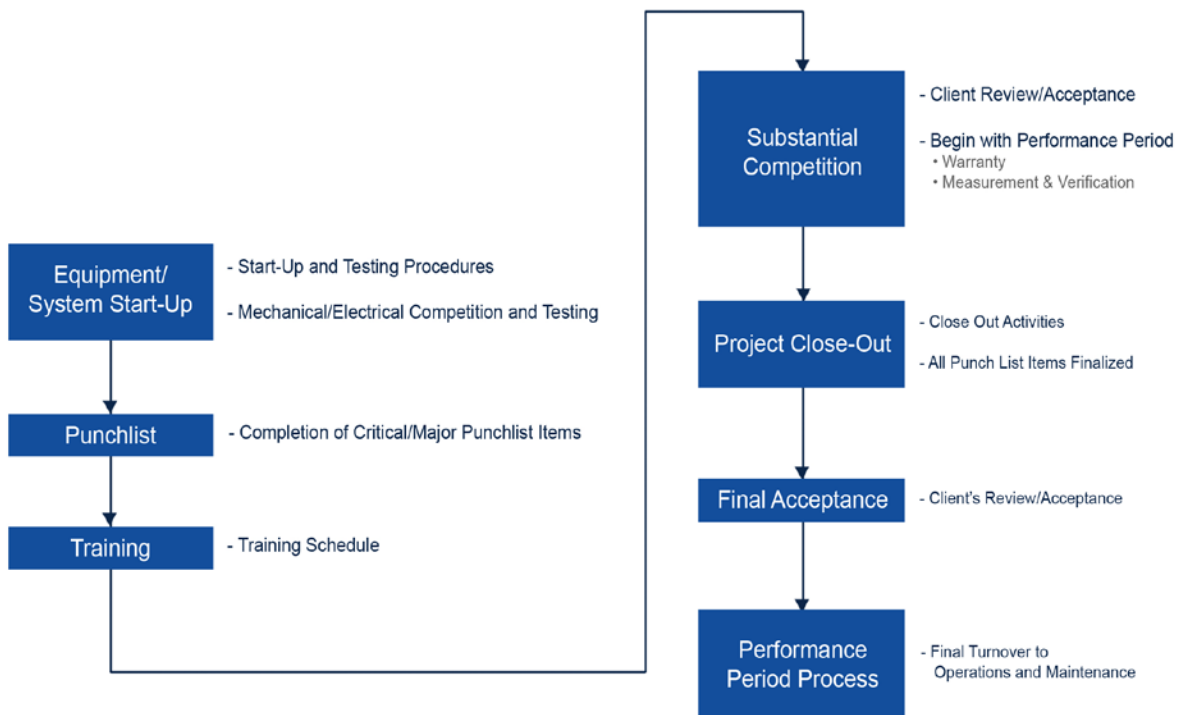 Equipment/
System Start-Up
- Start-Up and Testing Procedures
- Mechanical/Electrical Competition and Testing
Punchlist
- Completion of Critical/Major Punchlist Items
Training
- Training Schedule
Substantial
Competition
- Client Review/Acceptance
- Begin with Performance Period
• Warranty
• Measurement & Verification
Project Close-Out
- Close Out Activities
- All Punch List Items Finalized
Final Acceptance
- Client's Review/Acceptance
Performance
Period Process
- Final Turnover to
Operations and Maintenance